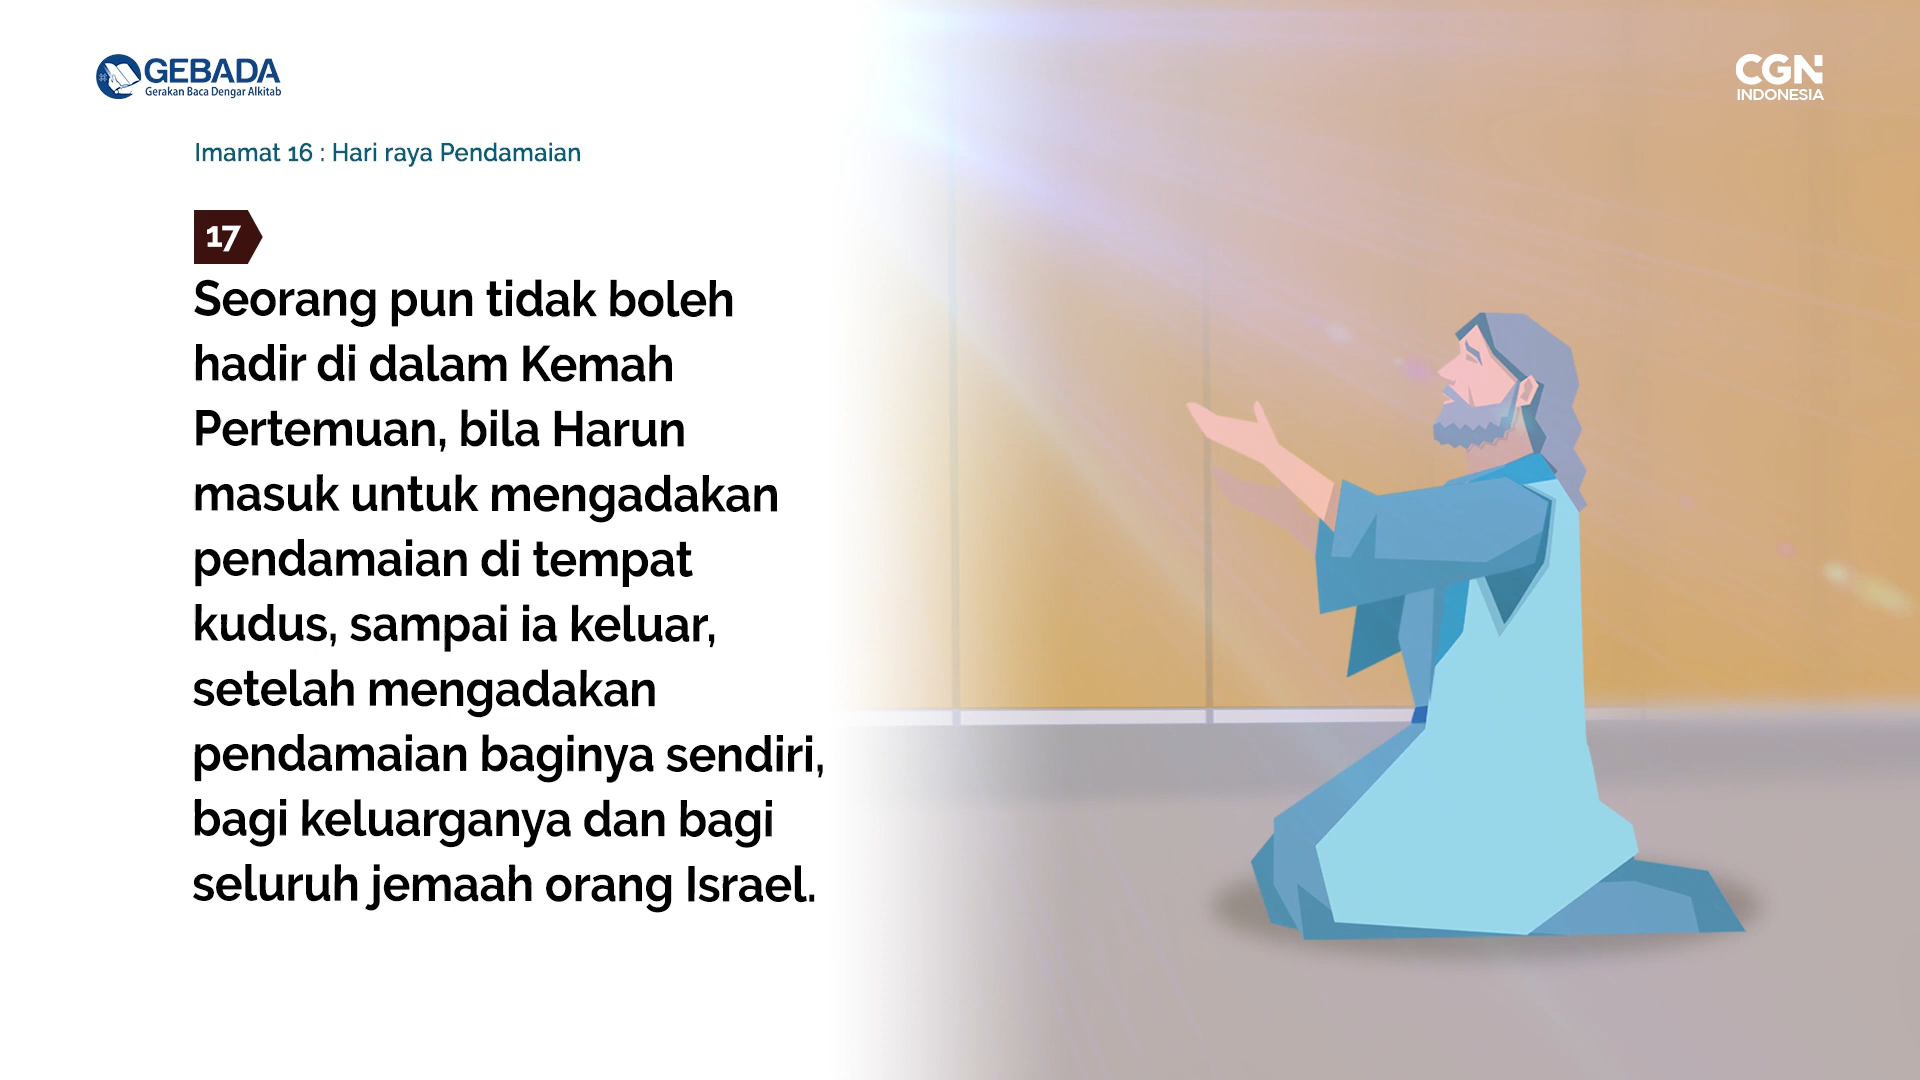 GEBADA
Gerakan Baca Dengar Alkitab
CGN
INDONESIA
Imamat 16 : Hari raya Pendamaian
17
Seorang pun tidak boleh
hadir di dalam Kemah
Pertemuan, bila Harun
masuk untuk mengadakan
pendamaian di tempat
kudus, sampai ia keluar,
setelah mengadakan
pendamaian baginya sendiri,
bagi keluarganya dan bagi
seluruh jemaah orang Israel.